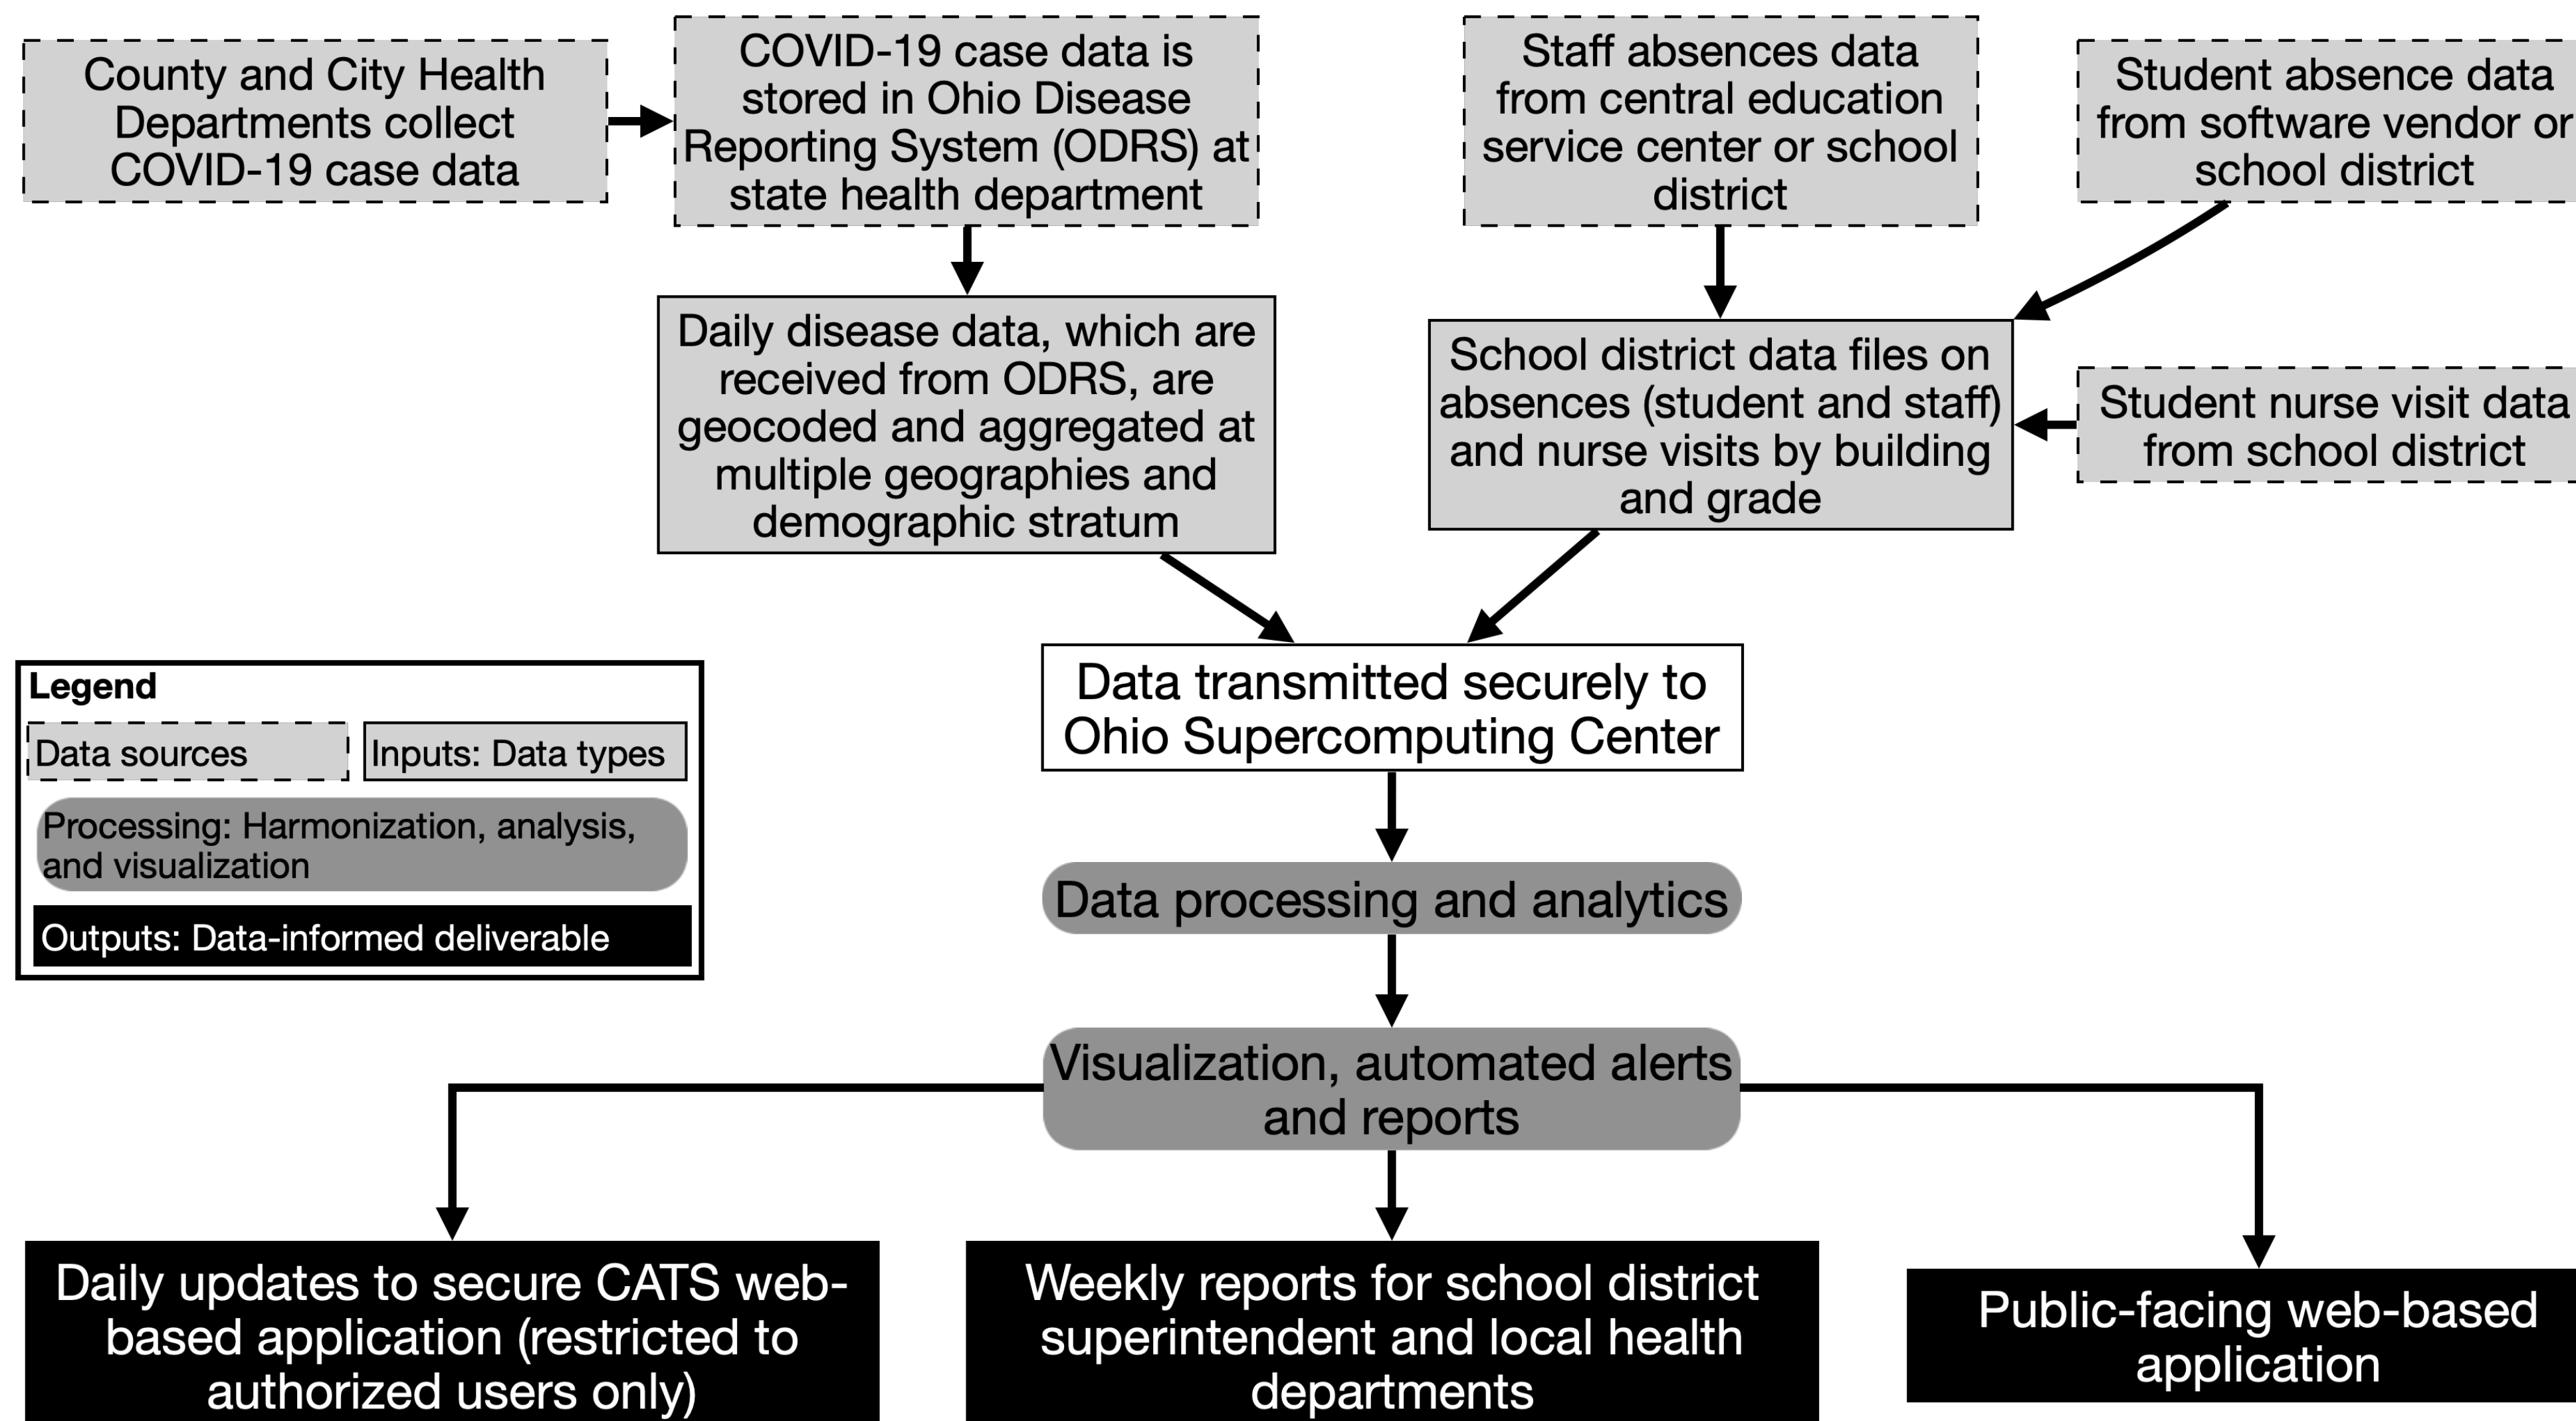 County and City Health
Departments collect
COVID-19 case data
COVID-19 case data is
stored in Ohio Disease
Reporting System (ODRS) at
state health department
Staff absences data
from central education
service center or school
district
Student absence data
from software vendor or
school district
Daily disease data, which are
received from ODRS, are
geocoded and aggregated at
multiple geographies and
demographic stratum
School district data files on
absences (student and staff)
and nurse visits by building
and grade
Student nurse visit data
from school district
Data transmitted securely to
Ohio Supercomputing Center
Legend
Data sources
Inputs: Data types
Processing: Harmonization, analysis,
and visualization
Outputs: Data-informed deliverable
Data processing and analytics
Visualization, automated alerts
and reports
Daily updates to secure CATS web-
based application (restricted to
authorized users only)
Weekly reports for school district
superintendent and local health
departments
Public-facing web-based
application